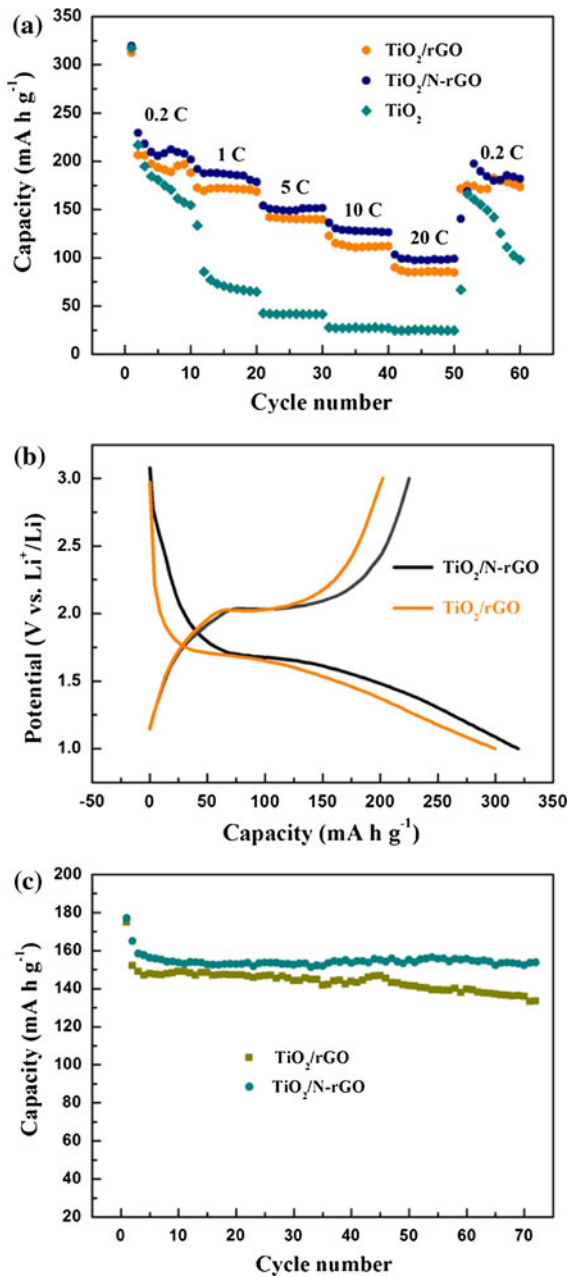 (a)
350
300
250
200
150
100
50
0
Capacity (mA h g⁻¹)
TiO₂/rGO
TiO₂/N-rGO
TiO₂
0.2 C
1 C
5 C
10 C
20 C
0.2 C
0 10 20 30 40 50 60
Cycle number
(b)
3.0
2.5
2.0
1.5
1.0
Potential (V vs. Li⁺/Li)
TiO₂/N-rGO
TiO₂/rGO
-50 0 50 100 150 200 250 300 350
Capacity (mA h g⁻¹)
(c)
200
180
160
140
120
100
80
60
40
20
Capacity (mA h g⁻¹)
TiO₂/rGO
TiO₂/N-rGO
0 10 20 30 40 50 60 70
Cycle number